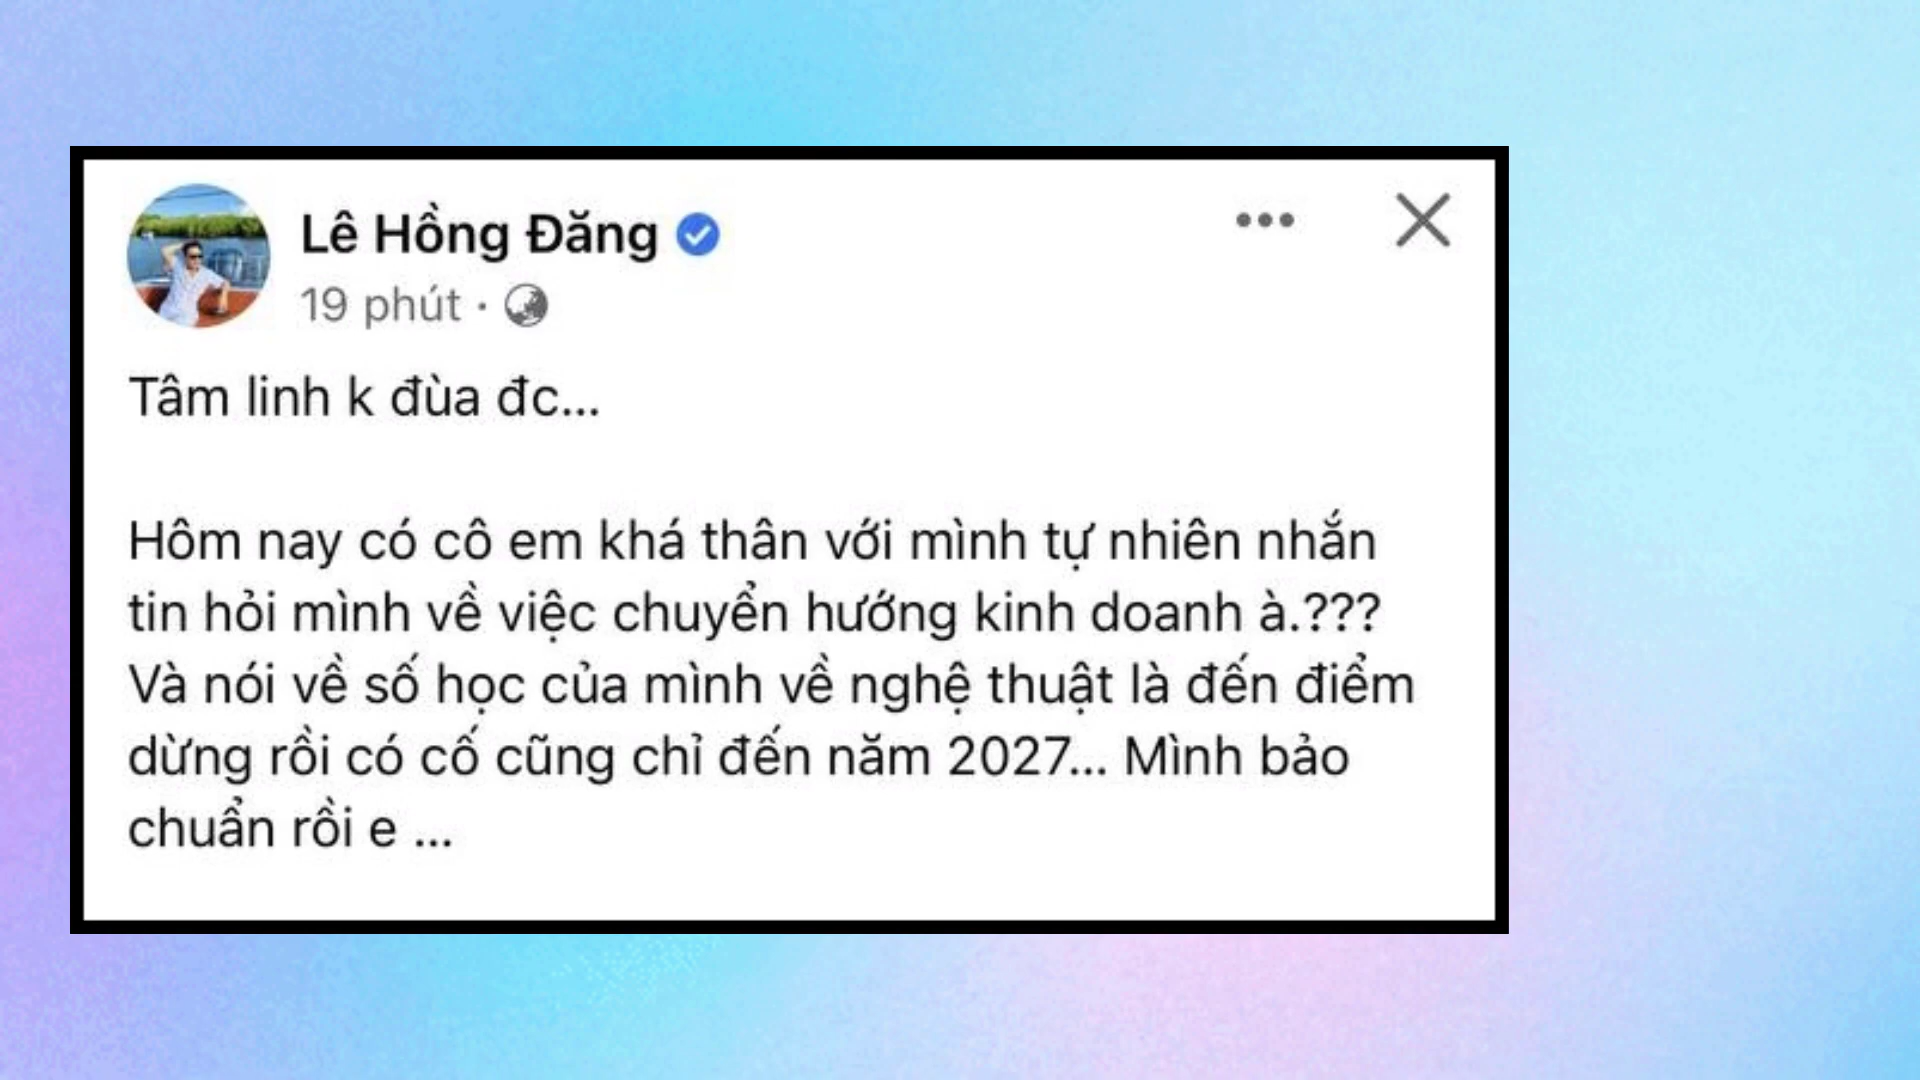 Lê Hồng Đăng
19 phút ·
Tâm linh k đùa đc...
Hôm nay có cô em khá thân với mình tự nhiên nhắn
tin hỏi mình về việc chuyển hướng kinh doanh à.???
Và nói về số học của mình về nghệ thuật là đến điểm
dừng rồi có cố cũng chỉ đến năm 2027... Mình bảo
chuẩn rồi e ...